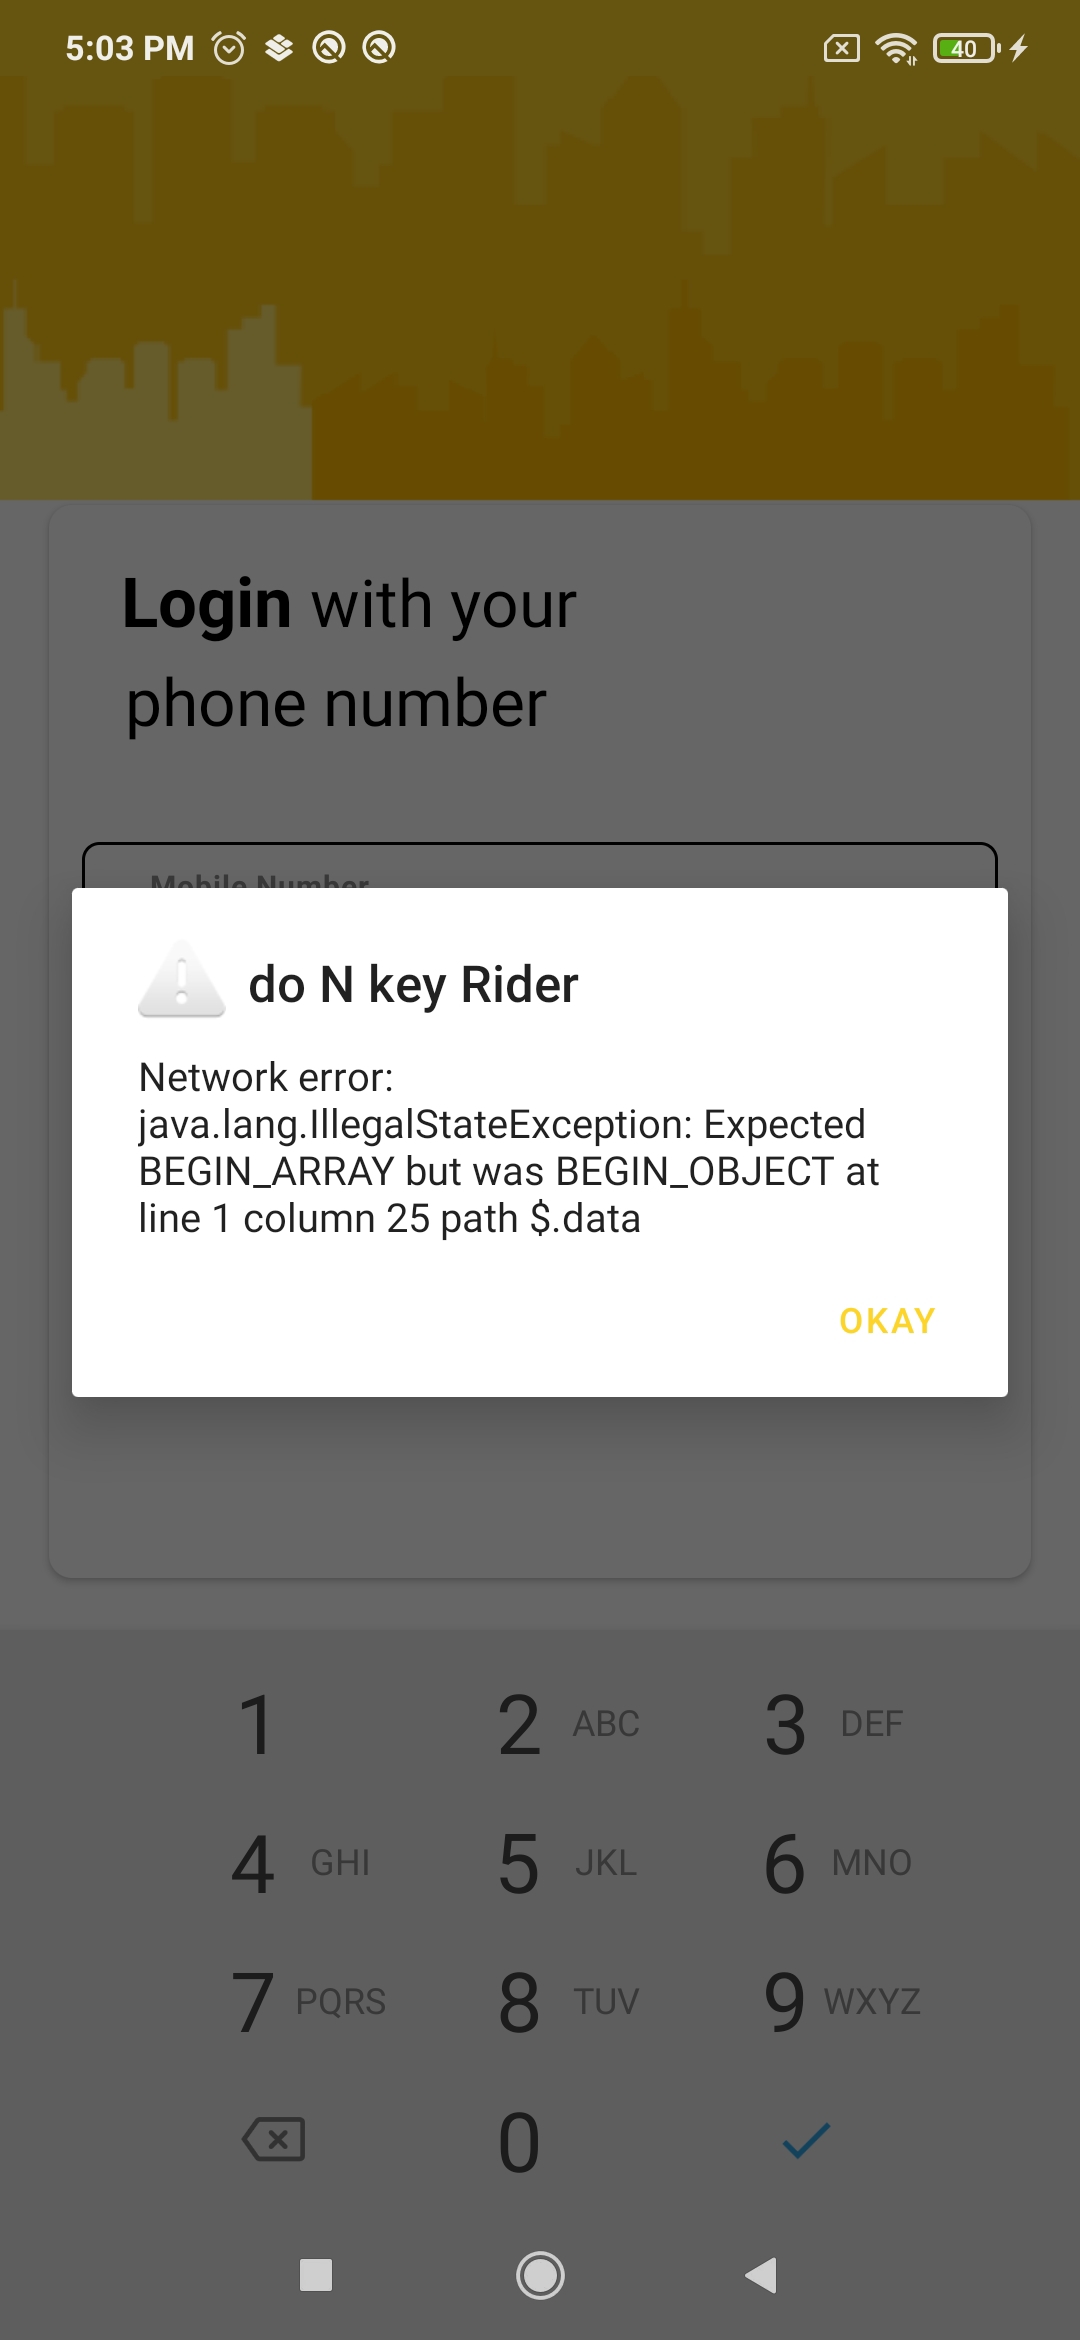 5:03 PM
40
Login with your
phone number
Mobile Number
do N key Rider
Network error:
java.lang.IllegalStateException: Expected
BEGIN_ARRAY but was BEGIN_OBJECT at
line 1 column 25 path $.data
OKAY
1
2 ABC
3 DEF
4 GHI
5 JKL
6 MNO
7 PQRS
8 TUV
9 WXYZ
0